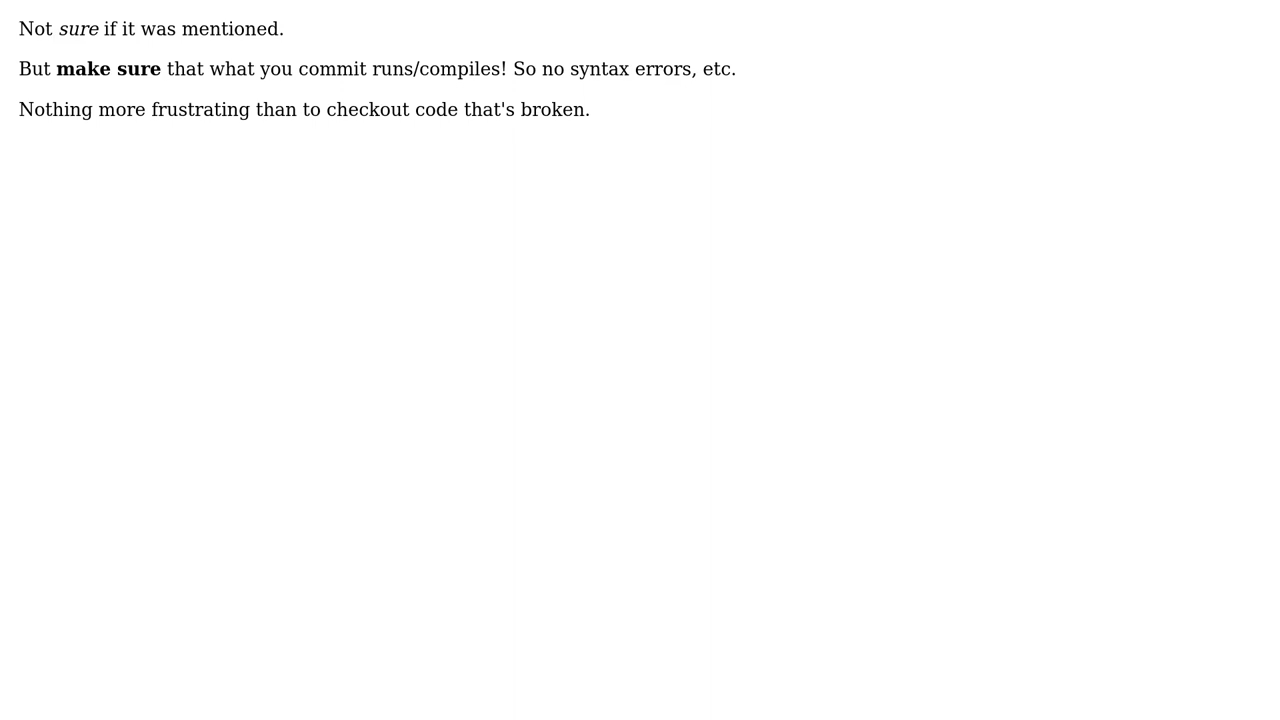 Not sure if it was mentioned.
But make sure that what you commit runs/compiles! So no syntax errors, etc.
Nothing more frustrating than to checkout code that's broken.